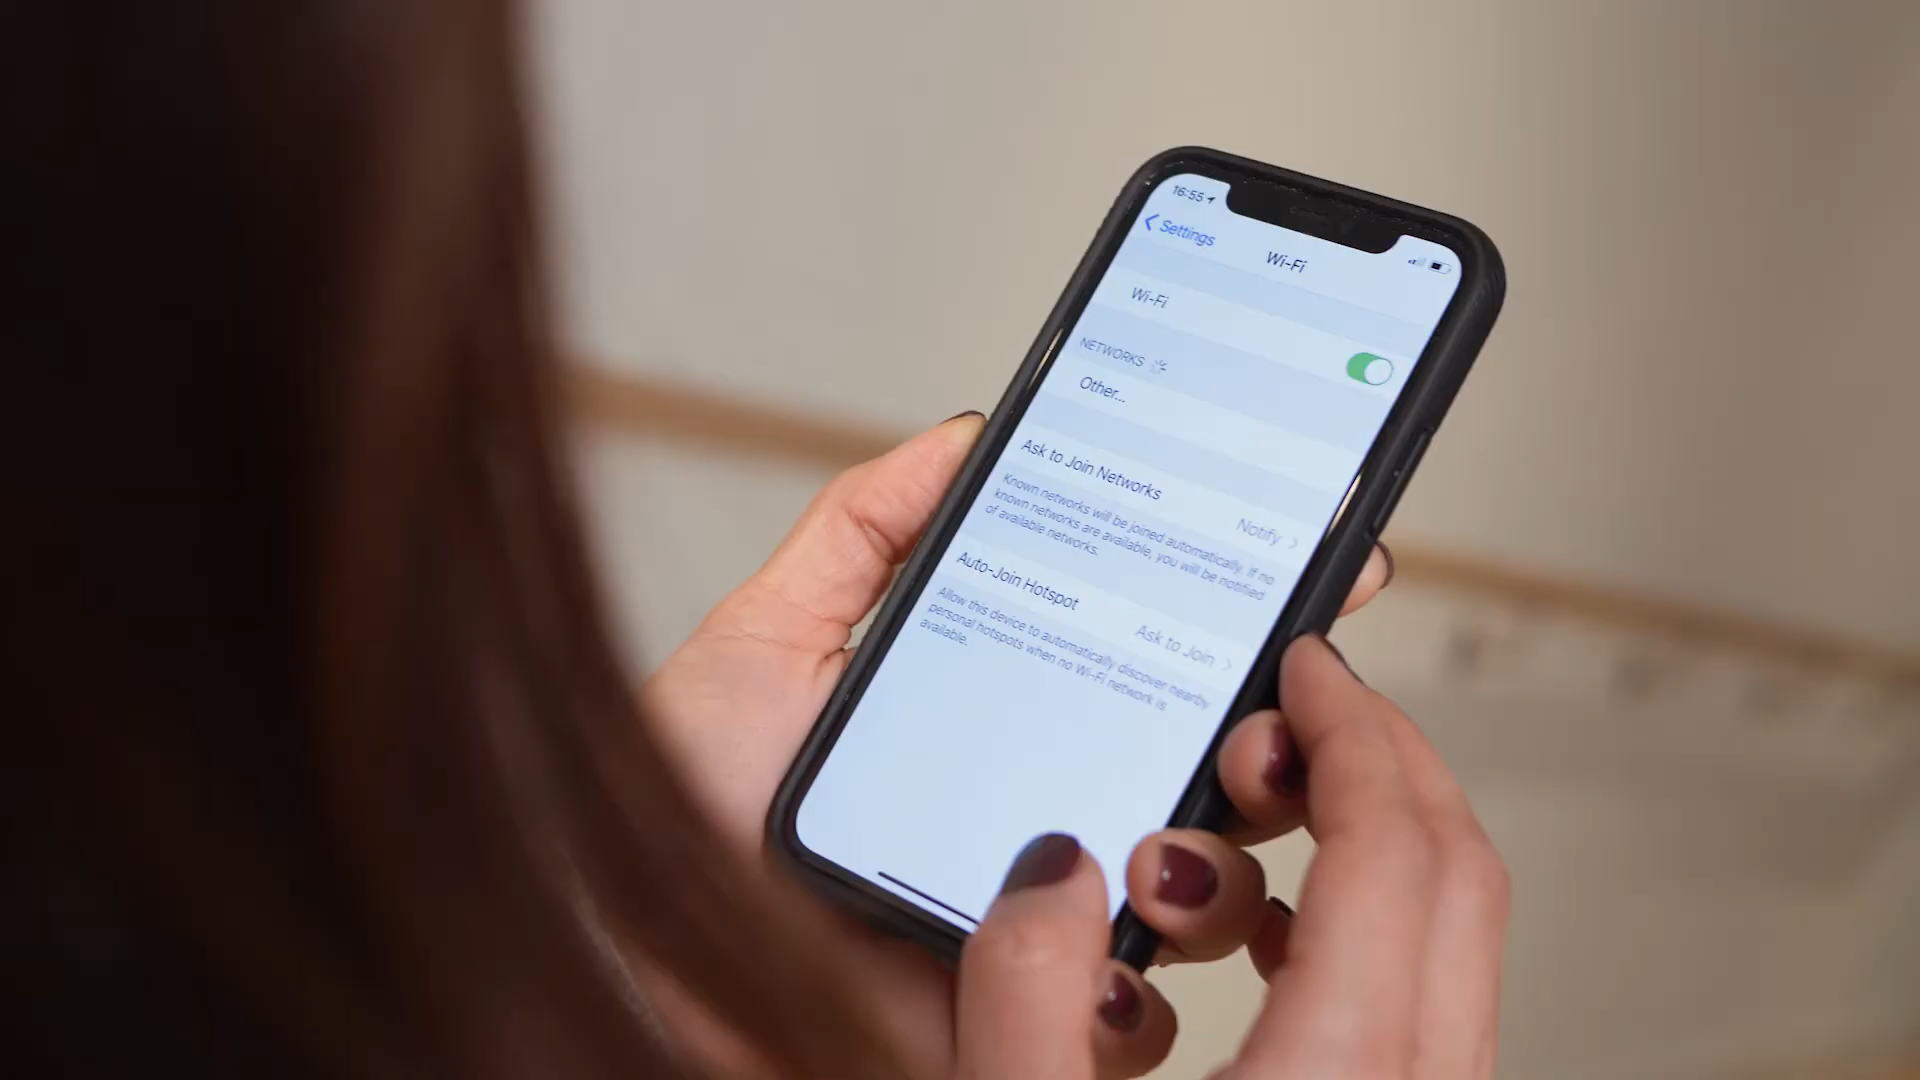 16:55
Settings
Wi-Fi
Wi-Fi
NETWORKS
Other...
Ask to Join Networks
Notify
Known networks will be joined automatically. If no
known networks are available, you will be notified
of available networks.
Auto-Join Hotspot
Ask to Join
Allow this device to automatically discover nearby
personal hotspots when no Wi-Fi network is
available.